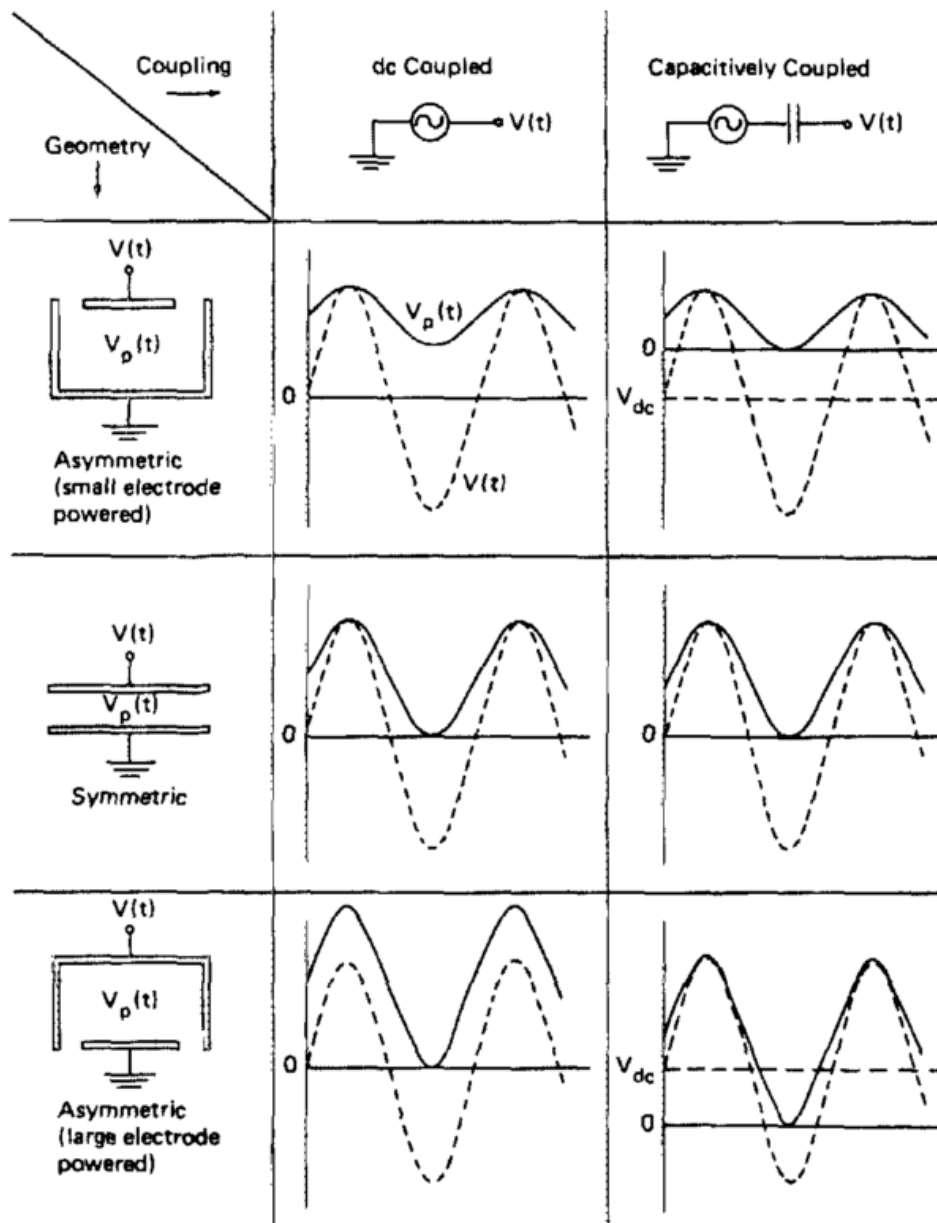 Coupling
Geometry
dc Coupled
V(t)
Capacitively Coupled
V(t)
V(t)
V_p(t)
Asymmetric
(small electrode
powered)
V_p(t)
0
V(t)
0
V_dc
V(t)
V_p(t)
Symmetric
0
0
V(t)
V_p(t)
Asymmetric
(large electrode
powered)
0
V_dc
0